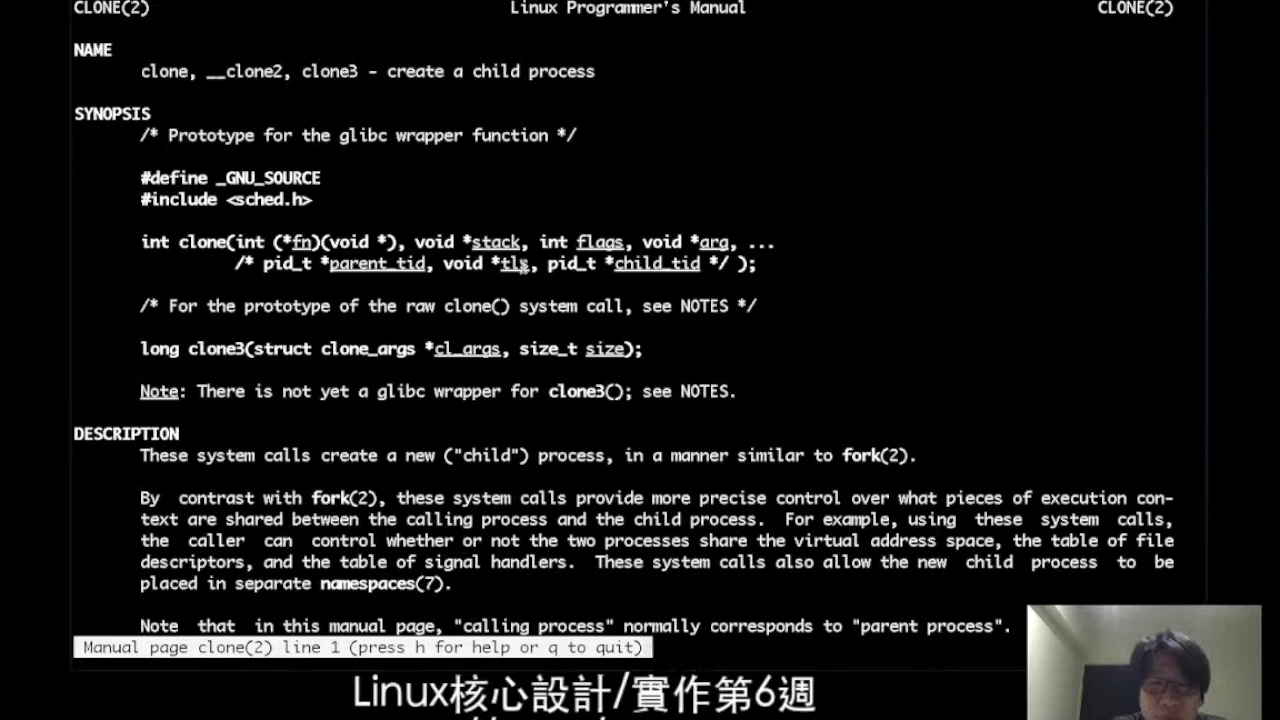 CLONE(2) Linux Programmer's Manual CLONE(2)
NAME
clone, __clone2, clone3 - create a child process
SYNOPSIS
/* Prototype for the glibc wrapper function */
#define _GNU_SOURCE
#include <sched.h>
int clone(int (*fn)(void *), void *stack, int flags, void *arg, ...
/* pid_t *parent_tid, void *tls, pid_t *child_tid */ );
/* For the prototype of the raw clone() system call, see NOTES */
long clone3(struct clone_args *cl_args, size_t size);
Note: There is not yet a glibc wrapper for clone3(); see NOTES.
DESCRIPTION
These system calls create a new ("child") process, in a manner similar to fork(2).
By contrast with fork(2), these system calls provide more precise control over what pieces of execution con-
text are shared between the calling process and the child process. For example, using these system calls,
the caller can control whether or not the two processes share the virtual address space, the table of file
descriptors, and the table of signal handlers. These system calls also allow the new child process to be
placed in separate namespaces(7).
Note that in this manual page, "calling process" normally corresponds to "parent process".
Manual page clone(2) line 1 (press h for help or q to quit)
Linux核心設計/實作第6週